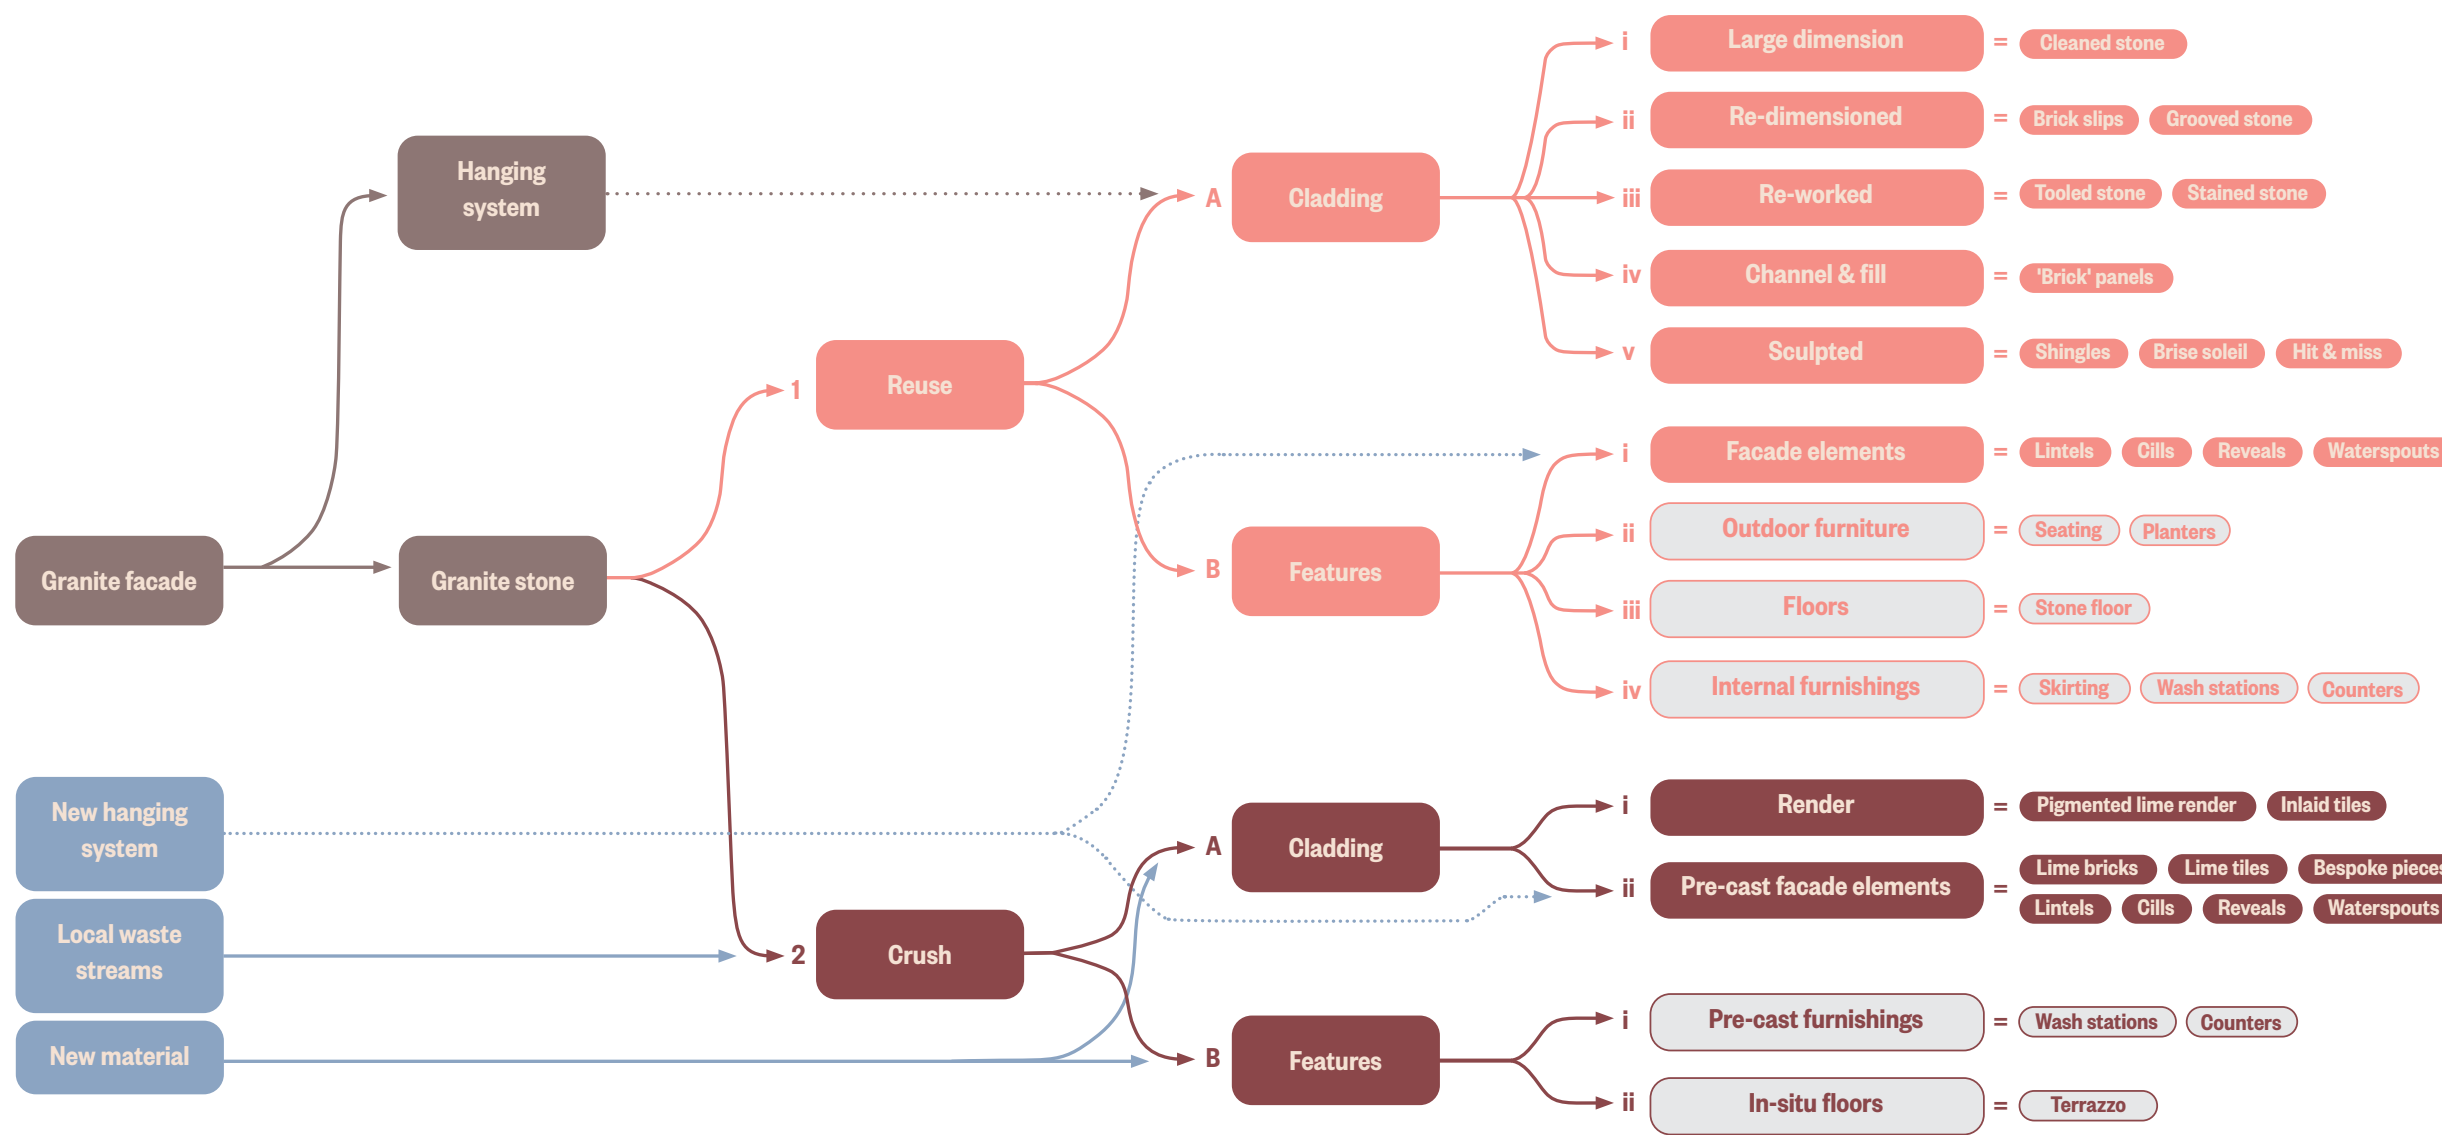 i Large dimension = Cleaned stone
ii Re-dimensioned = Brick slips Grooved stone
Hanging
system
A Cladding
iii Re-worked = Tooled stone Stained stone
iv Channel & fill = 'Brick' panels
v Sculpted = Shingles Brise soleil Hit & miss
1 Reuse
i Facade elements = Lintels Cills Reveals Waterspouts
ii Outdoor furniture = Seating Planters
Granite facade
Granite stone
B Features
iii Floors = Stone floor
iv Internal furnishings = Skirting Wash stations Counters
New hanging
system
A Cladding
i Render = Pigmented lime render Inlaid tiles
ii Pre-cast facade elements = Lime bricks Lime tiles Bespoke pieces
Lintels Cills Reveals Waterspouts
Local waste
streams
2 Crush
i Pre-cast furnishings = Wash stations Counters
New material
B Features
ii In-situ floors = Terrazzo